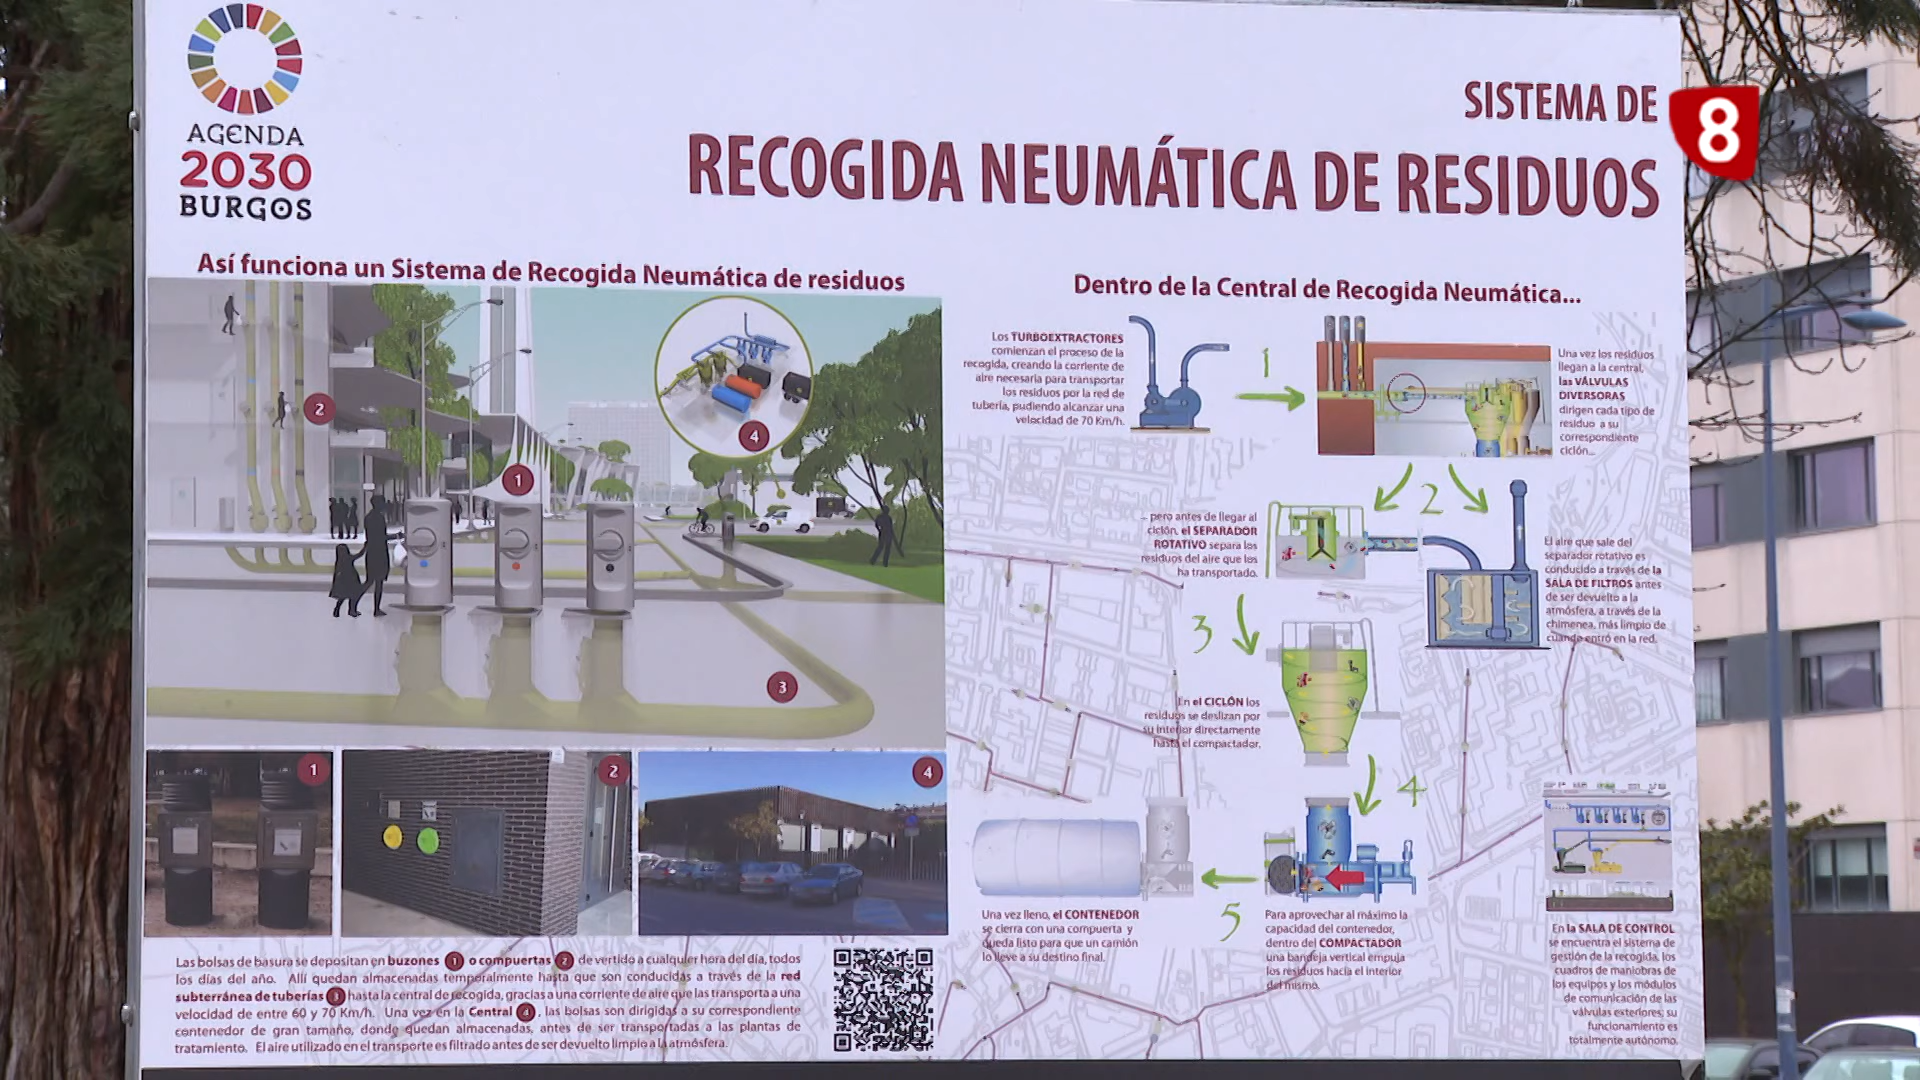 AGENDA
2030
BURGOS
SISTEMA DE
RECOGIDA NEUMÁTICA DE RESIDUOS
8
Así funciona un Sistema de Recogida Neumática de residuos
2
1
4
3
1
2
4
Las bolsas de basura se depositan en buzones 1 o compuertas 2 de vertido a cualquier hora del día, todos
los días del año. Allí quedan almacenadas temporalmente hasta que son conducidas a través de la red
subterránea de tuberías 3 hasta la central de recogida, gracias a una corriente de aire que las transporta a una
velocidad de entre 60 y 70 Km/h. Una vez en la Central 4, las bolsas son dirigidas a su correspondiente
contenedor de gran tamaño, donde quedan almacenadas, antes de ser transportadas a las plantas de
tratamiento. El aire utilizado en el transporte es filtrado antes de ser devuelto limpio a la atmósfera.
Dentro de la Central de Recogida Neumática...
Los TURBOEXTRACTORES
comienzan el proceso de la
recogida, creando la corriente de
aire necesaria para transportar
los residuos por la red de
tubería, pudiendo alcanzar una
velocidad de 70 Km/h.
1
Una vez los residuos
llegan a la central,
las VÁLVULAS
DIVERSORAS
dirigen cada tipo de
residuo a su
correspondiente
ciclón...
2
... pero antes de llegar al
ciclón, el SEPARADOR
ROTATIVO separa los
residuos del aire que los
ha transportado.
El aire que sale del
separador rotativo es
conducido a través de la
SALA DE FILTROS antes
de ser devuelto a la
atmósfera, a través de la
chimenea, más limpio de
cuando entró en la red.
3
En el CICLÓN los
residuos se deslizan por
su interior directamente
hasta el compactador.
4
5
Una vez lleno, el CONTENEDOR
se cierra con una compuerta y
queda listo para que un camión
lo lleve a su destino final.
Para aprovechar al máximo la
capacidad del contenedor,
dentro del COMPACTADOR
una bandeja vertical empuja
los residuos hacia el interior
del mismo.
En la SALA DE CONTROL
se encuentra el sistema de
gestión de la recogida, los
cuadros de maniobras de
los equipos y los módulos
de comunicación de las
válvulas exteriores; su
funcionamiento es
totalmente autónomo.